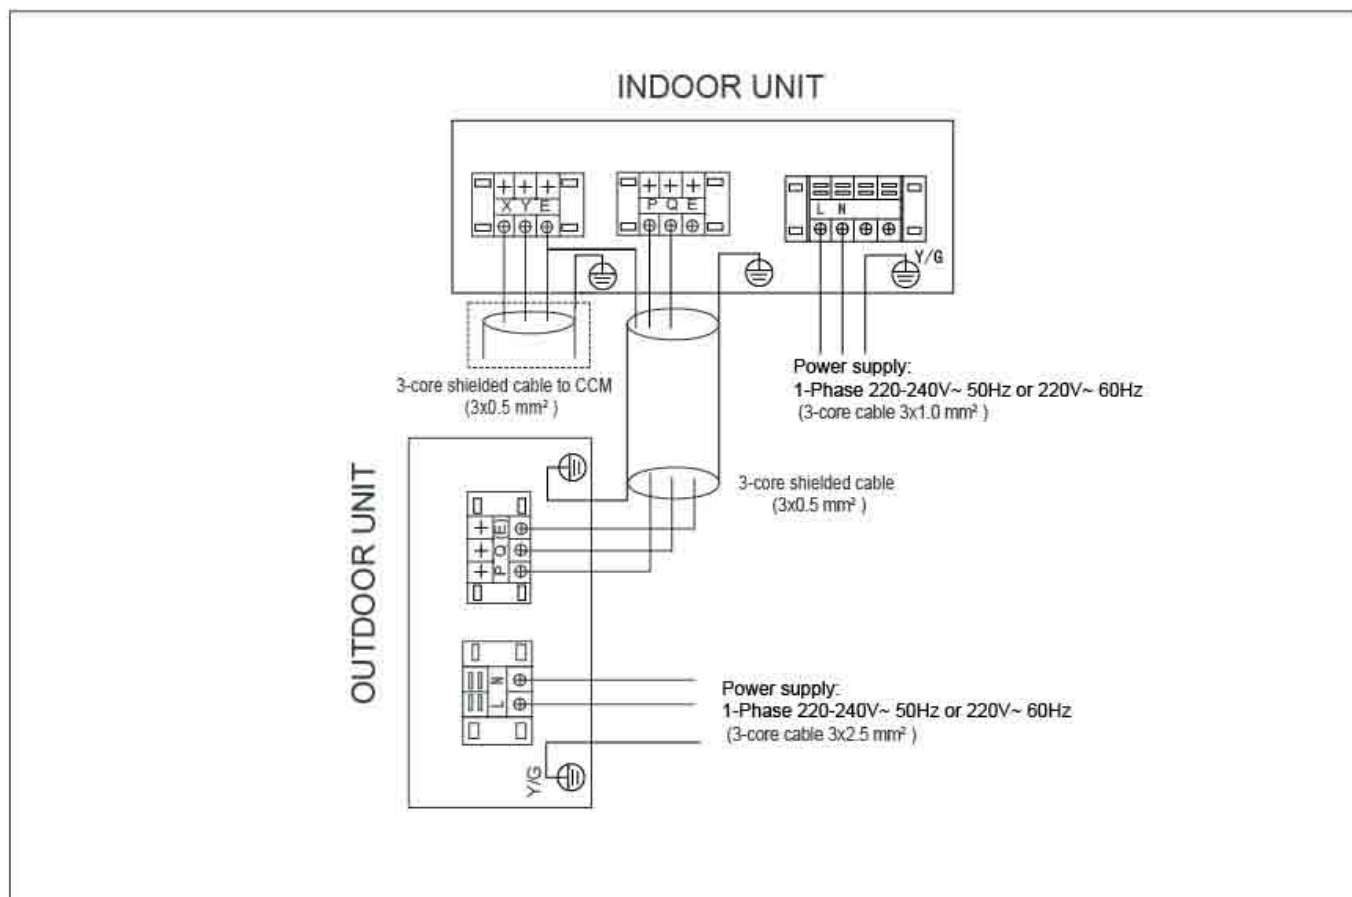 INDOOR UNIT
X Y E
P Q E
L N
Y/G
Power supply:
1-Phase 220-240V~ 50Hz or 220V~ 60Hz
(3-core cable 3x1.0 mm² )
3-core shielded cable to CCM
(3x0.5 mm² )
3-core shielded cable
(3x0.5 mm² )
OUTDOOR UNIT
P Q (E)
L N
Y/G
Power supply:
1-Phase 220-240V~ 50Hz or 220V~ 60Hz
(3-core cable 3x2.5 mm² )